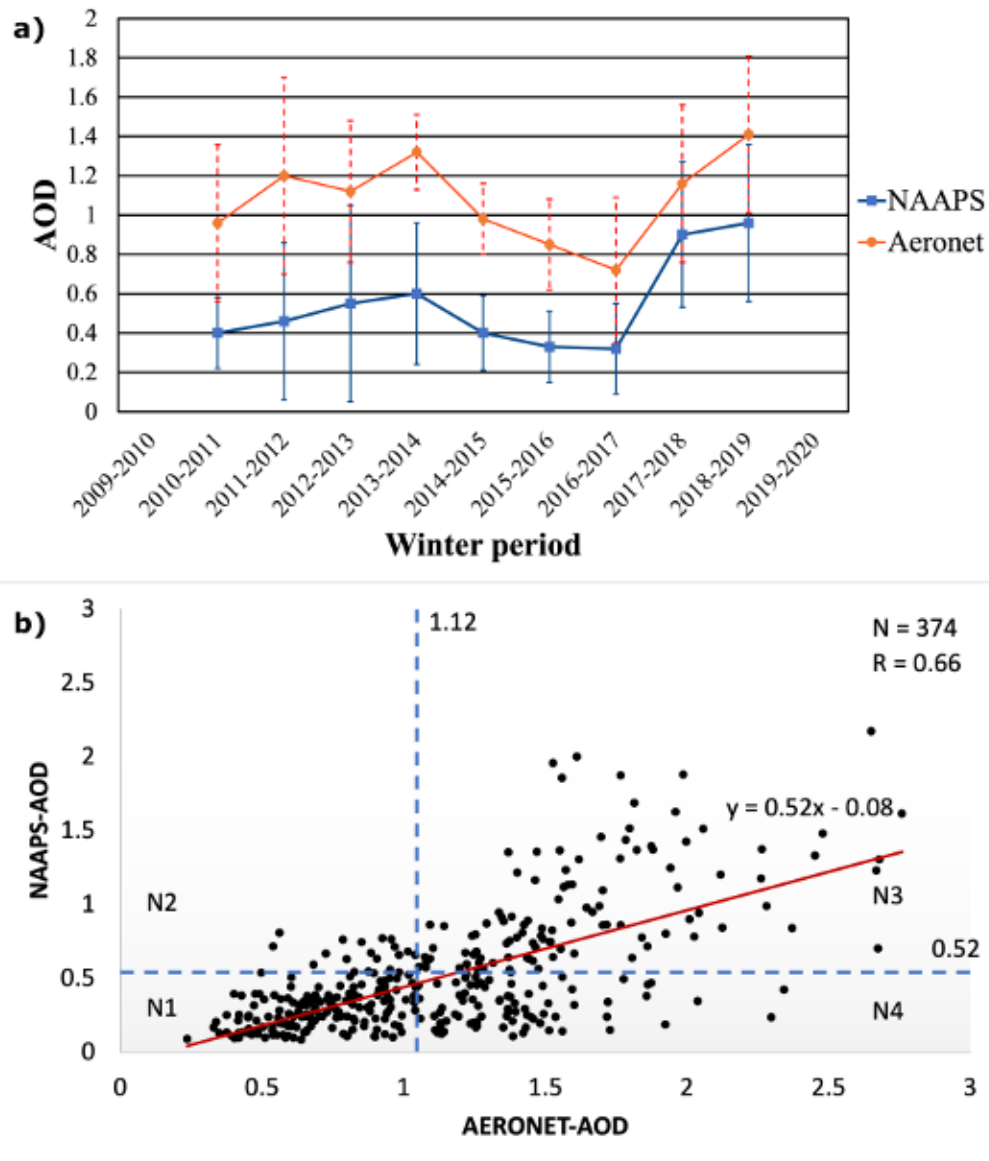 a)
2
1.8
1.6
1.4
1.2
1
0.8
0.6
0.4
0.2
0
AOD
NAAPS
Aeronet
2009-2010
2010-2011
2011-2012
2012-2013
2013-2014
2014-2015
2015-2016
2016-2017
2017-2018
2018-2019
2019-2020
Winter period
b)
3
2.5
2
1.5
1
0.5
0
NAAPS-AOD
1.12
N = 374
R = 0.66
y = 0.52x - 0.08
N2
N3
0.52
N1
N4
0 0.5 1 1.5 2 2.5 3
AERONET-AOD